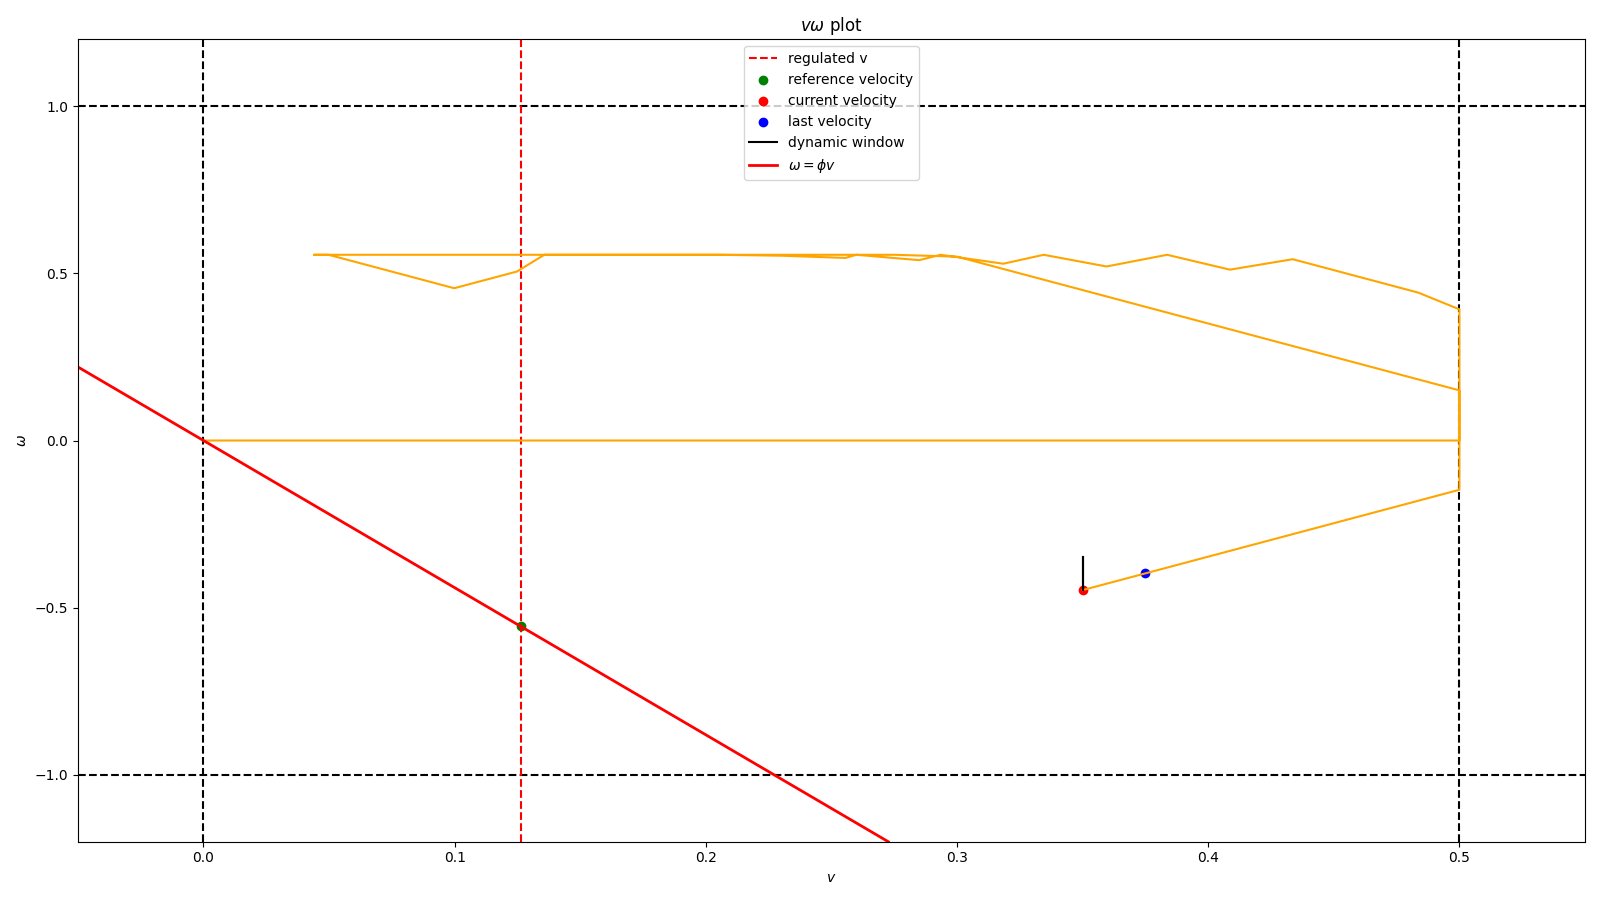 vω plot
regulated v
reference velocity
current velocity
last velocity
dynamic window
ω = ϕv
1.0
0.5
0.0
−0.5
−1.0
ω
0.0 0.1 0.2 0.3 0.4 0.5
v